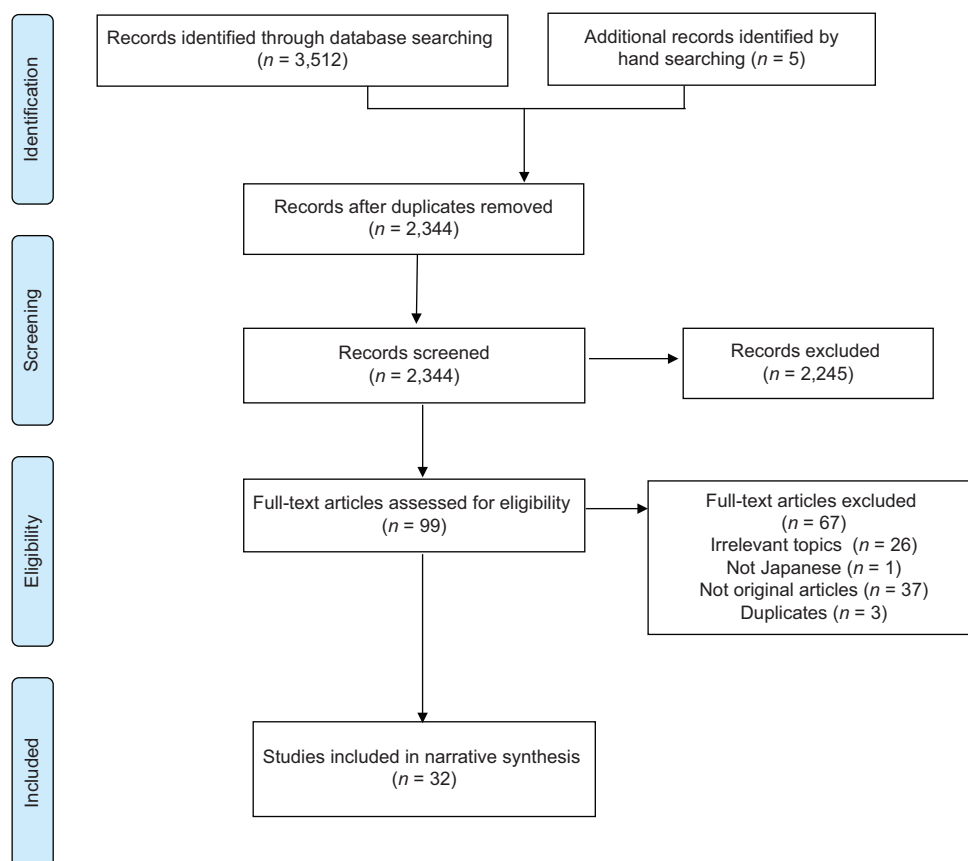 Identification
Records identified through database searching
(n = 3,512)
Additional records identified by
hand searching (n = 5)
Records after duplicates removed
(n = 2,344)
Screening
Records screened
(n = 2,344)
Records excluded
(n = 2,245)
Eligibility
Full-text articles assessed for eligibility
(n = 99)
Full-text articles excluded
(n = 67)
Irrelevant topics (n = 26)
Not Japanese (n = 1)
Not original articles (n = 37)
Duplicates (n = 3)
Included
Studies included in narrative synthesis
(n = 32)